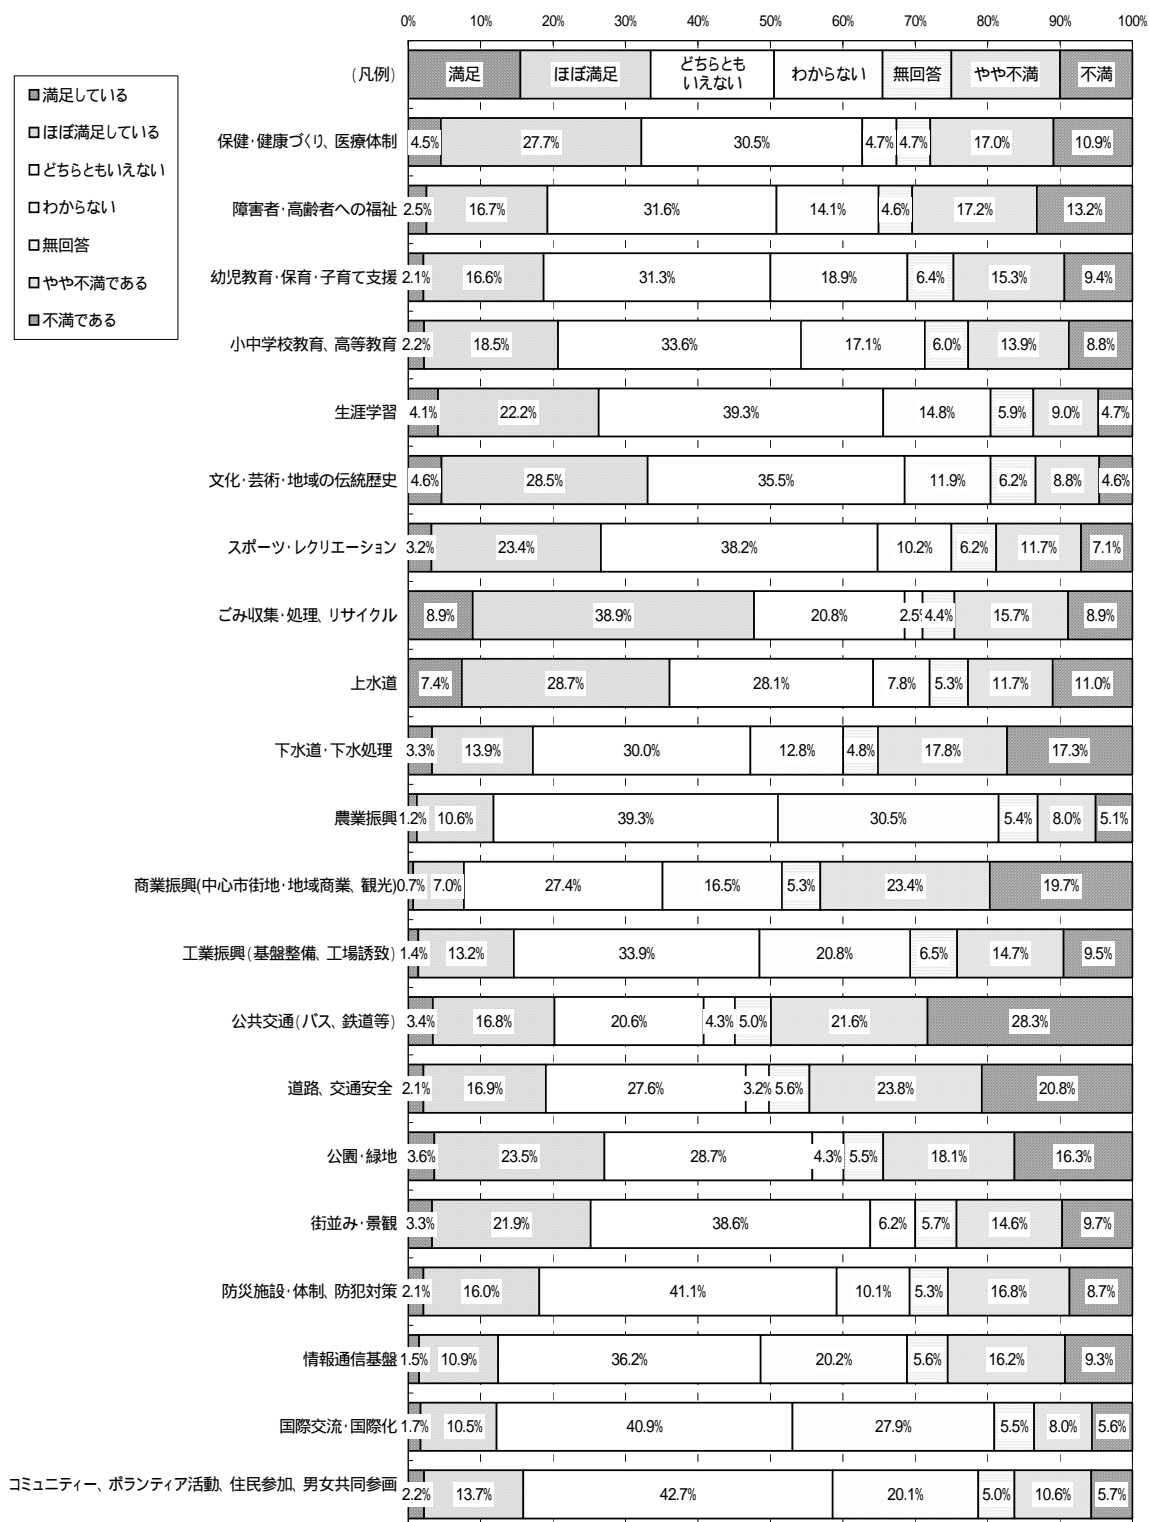 0% 10% 20% 30% 40% 50% 60% 70% 80% 90% 100%
(凡例) 満足 ほぼ満足 どちらとも わからない 無回答 やや不満 不満
いえない
■満足している
■ほぼ満足している
□どちらともいえない
□わからない
□無回答
■やや不満である
■不満である
保健･健康づくり、医療体制 4.5% 27.7% 30.5% 4.7% 4.7% 17.0% 10.9%
障害者･高齢者への福祉 2.5% 16.7% 31.6% 14.1% 4.6% 17.2% 13.2%
幼児教育･保育･子育て支援 2.1% 16.6% 31.3% 18.9% 6.4% 15.3% 9.4%
小中学校教育、高等教育 2.2% 18.5% 33.6% 17.1% 6.0% 13.9% 8.8%
生涯学習 4.1% 22.2% 39.3% 14.8% 5.9% 9.0% 4.7%
文化･芸術･地域の伝統歴史 4.6% 28.5% 35.5% 11.9% 6.2% 8.8% 4.6%
スポーツ･レクリエーション 3.2% 23.4% 38.2% 10.2% 6.2% 11.7% 7.1%
ごみ収集･処理、リサイクル 8.9% 38.9% 20.8% 2.5% 4.4% 15.7% 8.9%
上水道 7.4% 28.7% 28.1% 7.8% 5.3% 11.7% 11.0%
下水道･下水処理 3.3% 13.9% 30.0% 12.8% 4.8% 17.8% 17.3%
農業振興 1.2% 10.6% 39.3% 30.5% 5.4% 8.0% 5.1%
商業振興(中心市街地･地域商業、観光) 0.7% 7.0% 27.4% 16.5% 5.3% 23.4% 19.7%
工業振興(基盤整備、工場誘致) 1.4% 13.2% 33.9% 20.8% 6.5% 14.7% 9.5%
公共交通(バス、鉄道等) 3.4% 16.8% 20.6% 4.3% 5.0% 21.6% 28.3%
道路、交通安全 2.1% 16.9% 27.6% 3.2% 5.6% 23.8% 20.8%
公園･緑地 3.6% 23.5% 28.7% 4.3% 5.5% 18.1% 16.3%
街並み･景観 3.3% 21.9% 38.6% 6.2% 5.7% 14.6% 9.7%
防災施設･体制、防犯対策 2.1% 16.0% 41.1% 10.1% 5.3% 16.8% 8.7%
情報通信基盤 1.5% 10.9% 36.2% 20.2% 5.6% 16.2% 9.3%
国際交流･国際化 1.7% 10.5% 40.9% 27.9% 5.5% 8.0% 5.6%
コミュニティー、ボランティア活動、住民参加、男女共同参画 2.2% 13.7% 42.7% 20.1% 5.0% 10.6% 5.7%